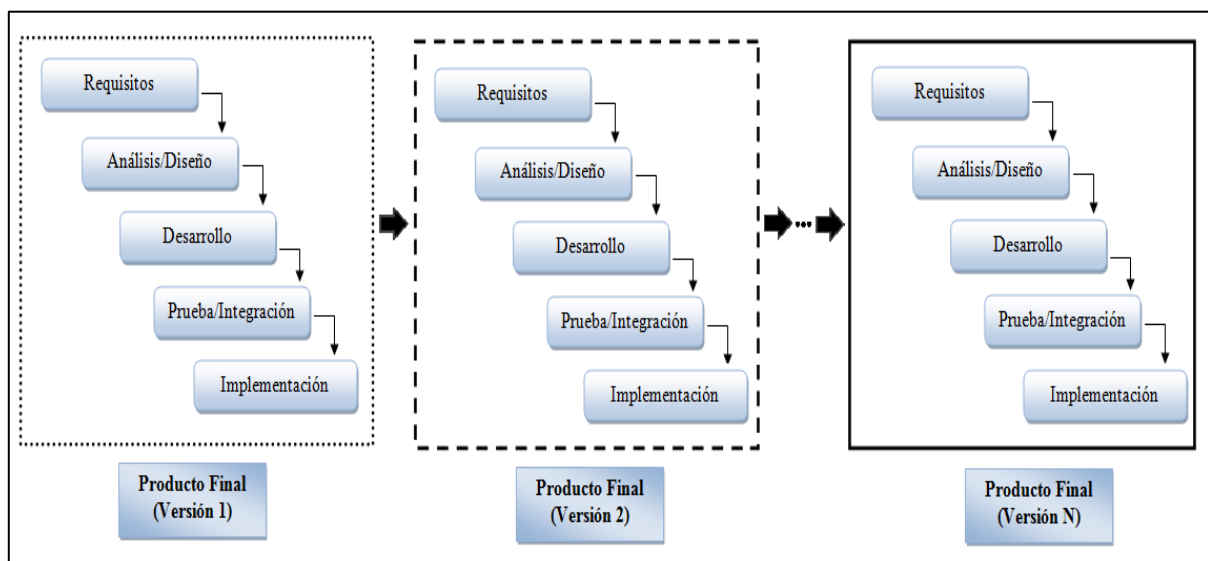 Requisitos
Análisis/Diseño
Desarrollo
Prueba/Integración
Implementación
Producto Final
(Versión 1)
Requisitos
Análisis/Diseño
Desarrollo
Prueba/Integración
Implementación
Producto Final
(Versión 2)
Requisitos
Análisis/Diseño
Desarrollo
Prueba/Integración
Implementación
Producto Final
(Versión N)